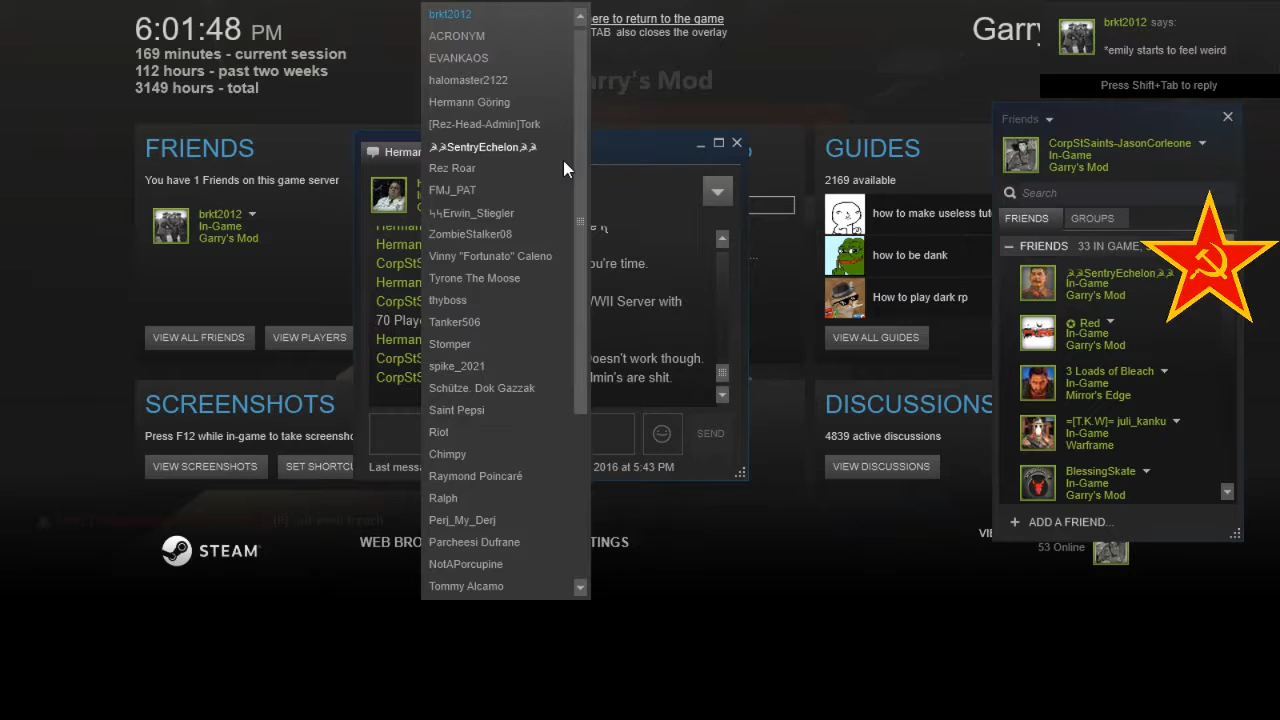 6:01:48 PM
169 minutes - current session
112 hours - past two weeks
3149 hours - total
ere to return to the game
TAB also closes the overlay
arry's Mod
Garry
brkt2012 says:
*emily starts to feel weird
Press Shift+Tab to reply
brkt2012
ACRONYM
EVANKAOS
halomaster2122
Hermann Göring
[Rez-Head-Admin]Tork
☭☭SentryEchelon☭☭
Rez Roar
FMJ_PAT
ϟϟErwin_Stiegler
ZombieStalker08
Vinny "Fortunato" Caleno
Tyrone The Moose
thyboss
Tanker506
Stomper
spike_2021
Schütze. Dok Gazzak
Saint Pepsi
Riot
Chimpy
Raymond Poincaré
Ralph
Perj_My_Derj
Parcheesi Dufrane
NotAPorcupine
Tommy Alcamo
FRIENDS
You have 1 Friends on this game server
brkt2012
In-Game
Garry's Mod
VIEW ALL FRIENDS
VIEW PLAYERS
Herman
Herman
Herman
CorpStS
ou're time.
CorpStS
CorpStS
WII Server with
70 Playe
Herman
CorpStS
oesn't work though.
CorpStS
lmin's are shit.
SEND
Last messa
2016 at 5:43 PM
GUIDES
2169 available
how to make useless tut
how to be dank
How to play dark rp
VIEW ALL GUIDES
SCREENSHOTS
Press F12 while in-game to take screensho
VIEW SCREENSHOTS
SET SHORTCU
DISCUSSIONS
4839 active discussions
VIEW DISCUSSIONS
Friends
CorpStSaints-JasonCorleone
In-Game
Garry's Mod
Search
FRIENDS
GROUPS
FRIENDS 33 IN GAME,
☭☭SentryEchelon☭☭
In-Game
Garry's Mod
✪ Red
In-Game
Garry's Mod
3 Loads of Bleach
In-Game
Mirror's Edge
=[T.K.W]= juli_kanku
In-Game
Warframe
BlessingSkate
In-Game
Garry's Mod
+ ADD A FRIEND...
VIE
53 Online
STEAM
WEB BRO
TINGS